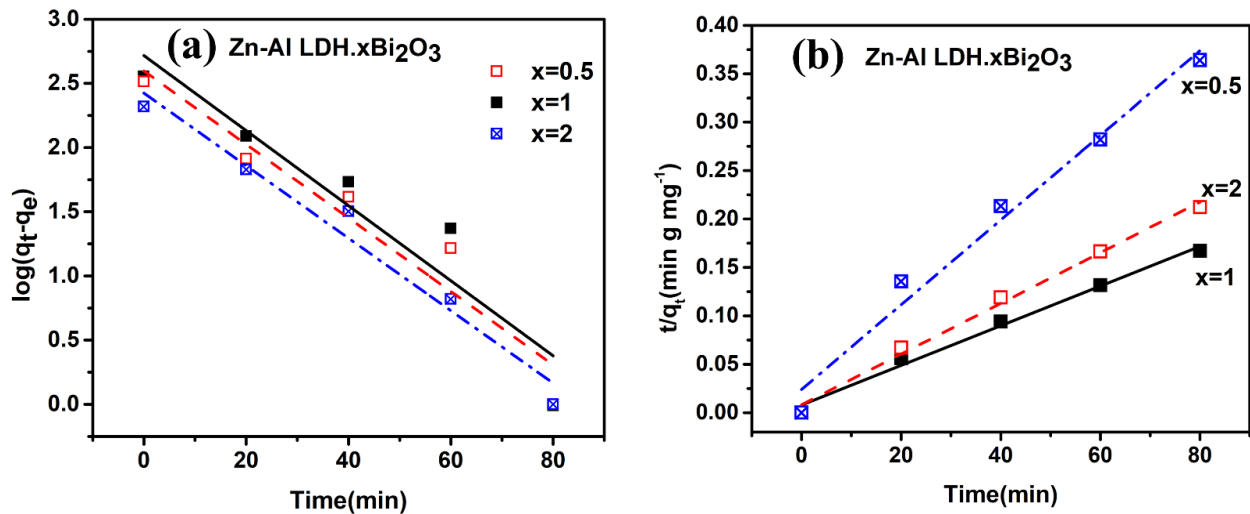 (a) Zn-Al LDH.xBi₂O₃
x=0.5
x=1
x=2
3.0
2.5
2.0
1.5
1.0
0.5
0.0
log(qt-qe)
0
20
40
60
80
Time(min)
(b) Zn-Al LDH.xBi₂O₃
x=0.5
x=2
x=1
0.40
0.35
0.30
0.25
0.20
0.15
0.10
0.05
0.00
t/qt(min g mg⁻¹)
0
20
40
60
80
Time(min)